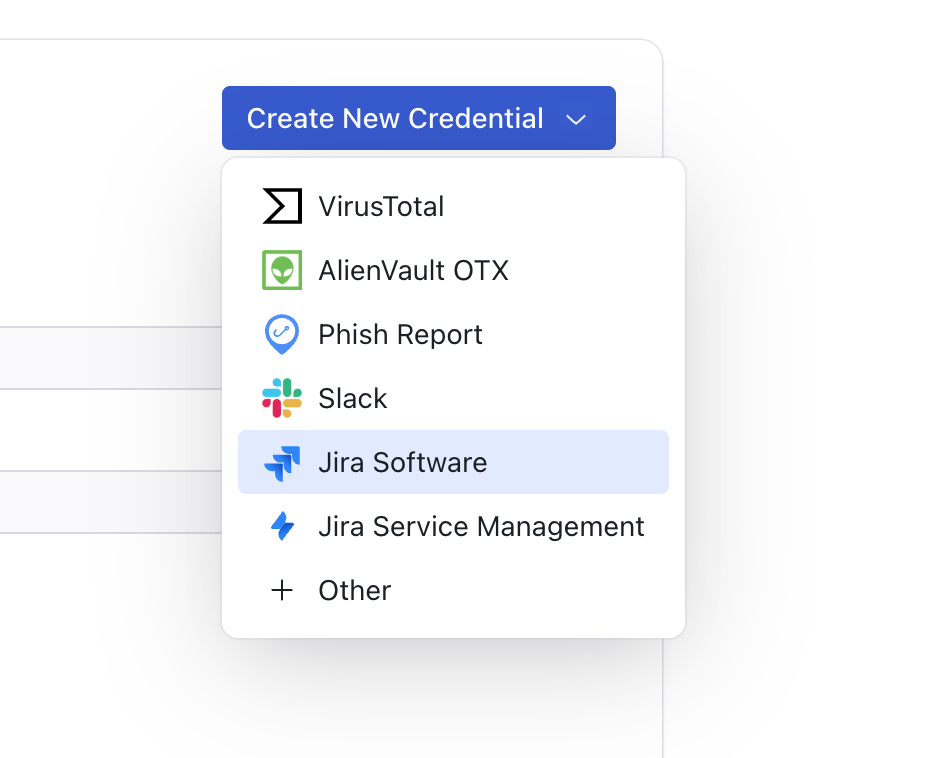 Create New Credential
VirusTotal
AlienVault OTX
Phish Report
Slack
Jira Software
Jira Service Management
Other